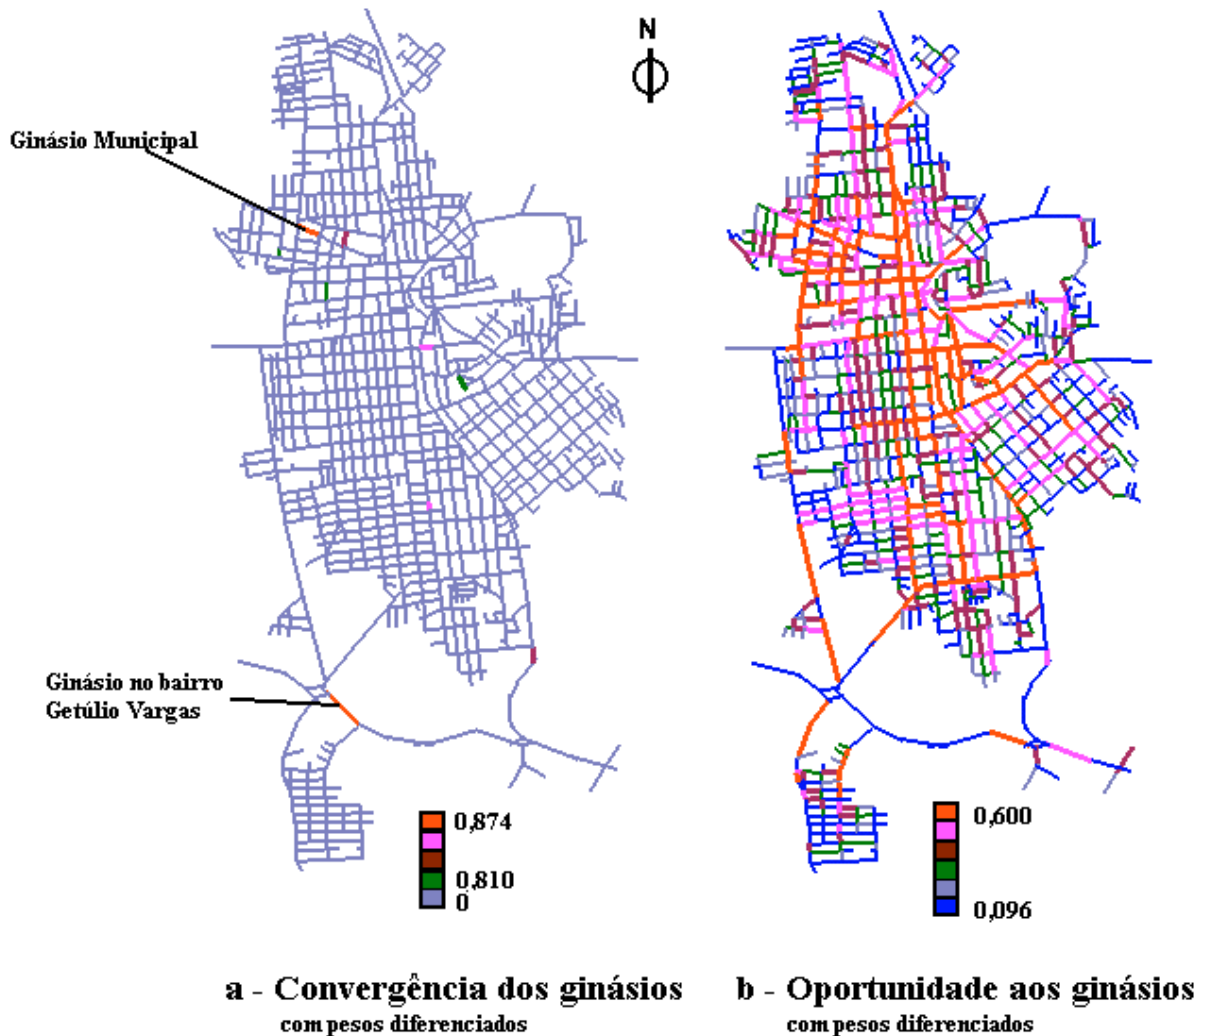 N
Ginásio Municipal
Ginásio no bairro
Getúlio Vargas
0,874
0,810
0
0,600
0,096
a - Convergência dos ginásios
com pesos diferenciados
b - Oportunidade aos ginásios
com pesos diferenciados